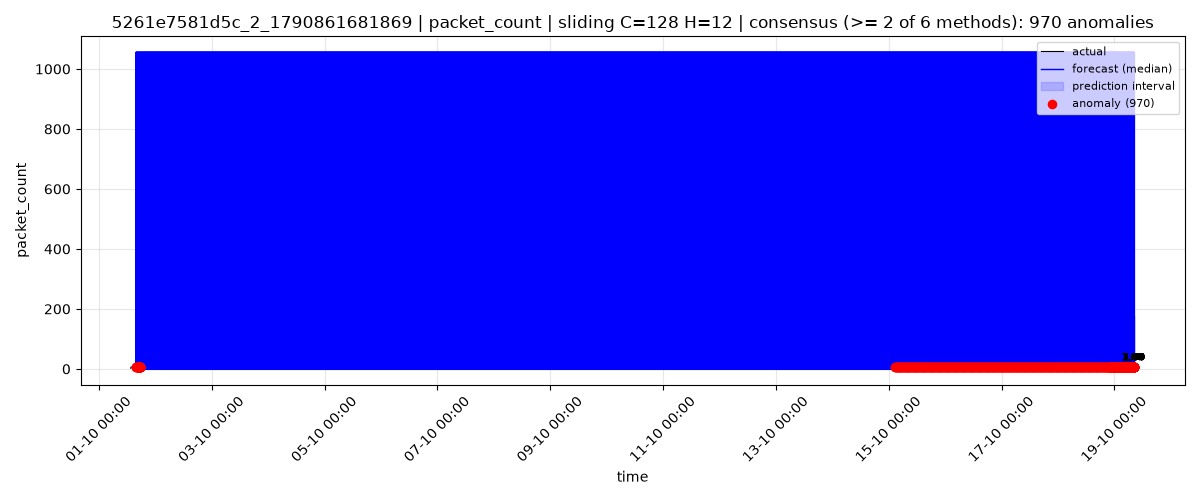 5261e7581d5c_2_1790861681869 | packet_count | sliding C=128 H=12 | consensus (>= 2 of 6 methods): 970 anomalies
actual
forecast (median)
prediction interval
anomaly (970)
packet_count
1000
800
600
400
200
0
01-10 00:00
03-10 00:00
05-10 00:00
07-10 00:00
09-10 00:00
11-10 00:00
13-10 00:00
15-10 00:00
17-10 00:00
19-10 00:00
time